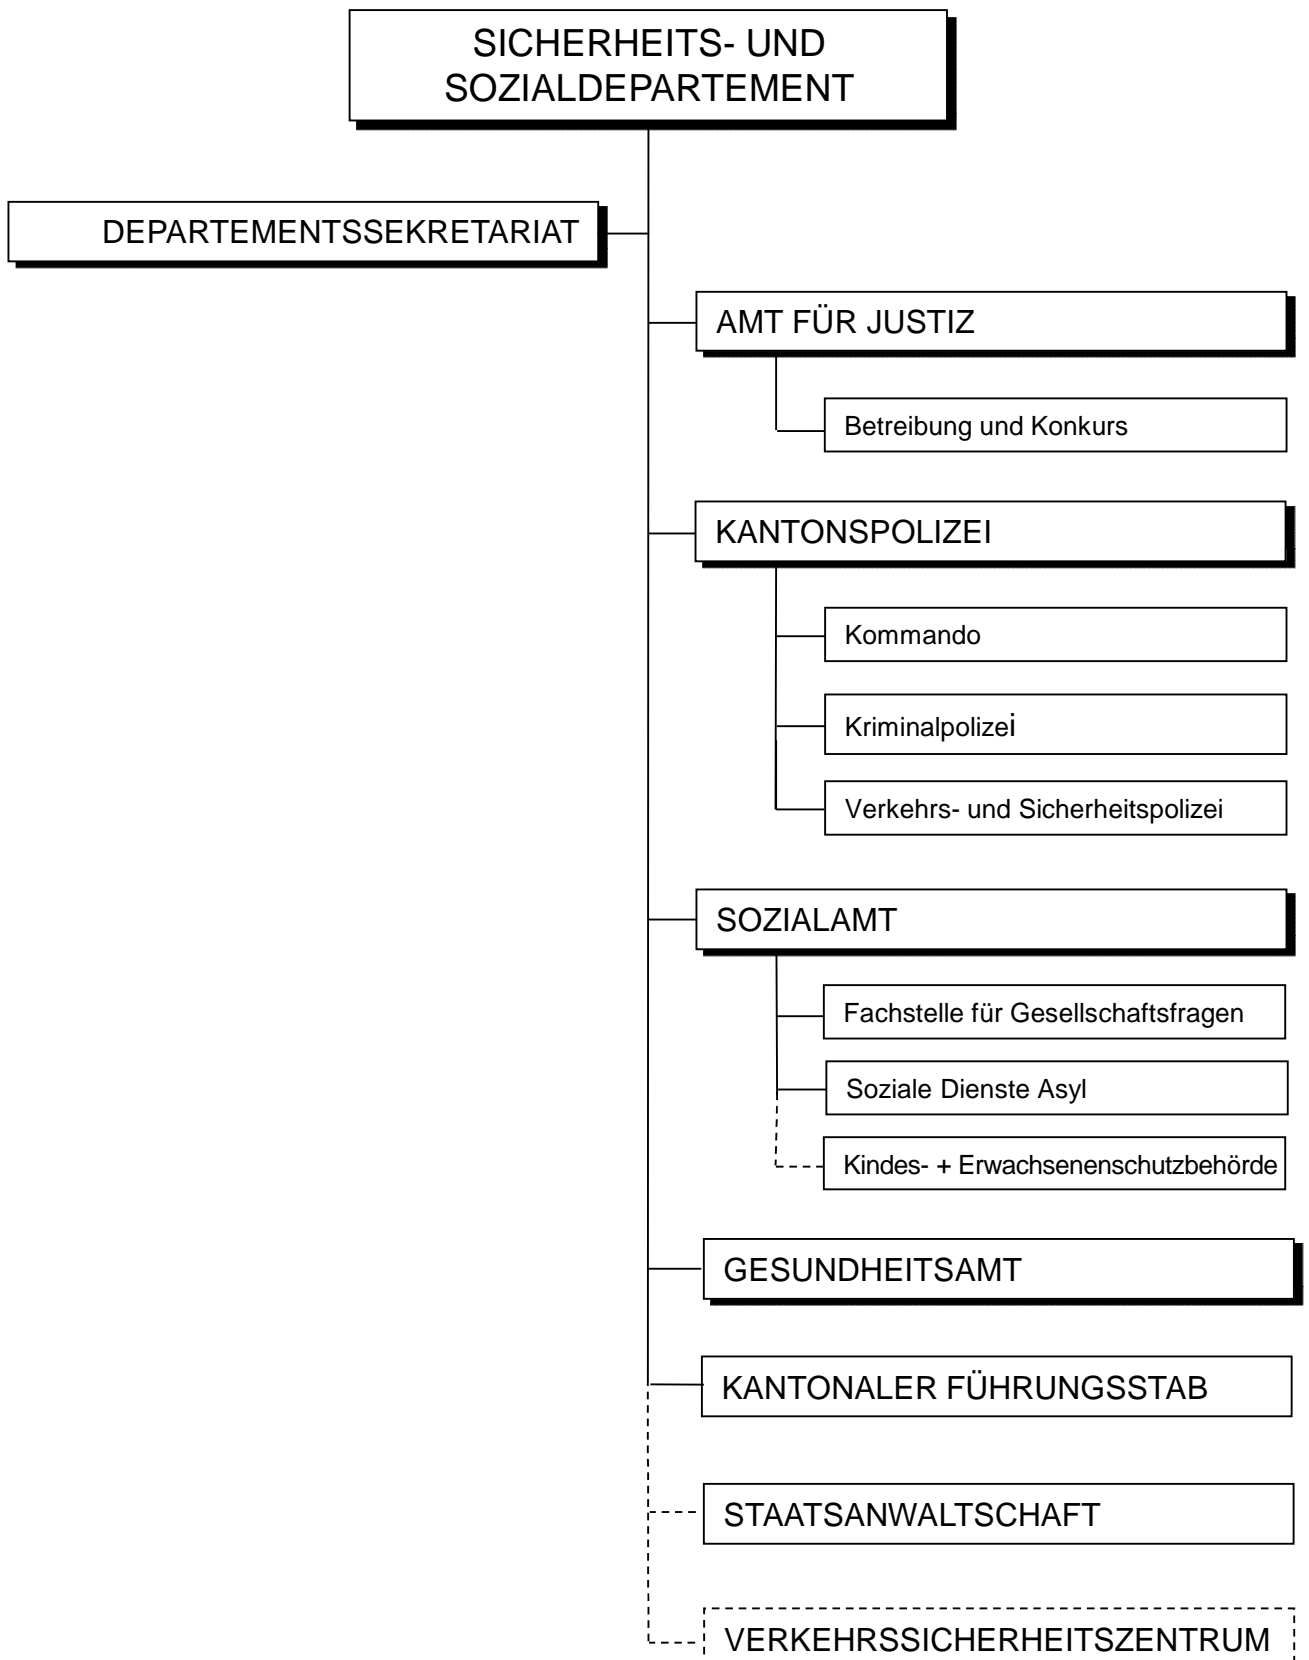 SICHERHEITS- UND
SOZIALDEPARTEMENT
DEPARTEMENTSSEKRETARIAT
AMT FÜR JUSTIZ
Betreibung und Konkurs
KANTONSPOLIZEI
Kommando
Kriminalpolizei
Verkehrs- und Sicherheitspolizei
SOZIALAMT
Fachstelle für Gesellschaftsfragen
Soziale Dienste Asyl
Kindes- + Erwachsenenschutzbehörde
GESUNDHEITSAMT
KANTONALER FÜHRUNGSSTAB
STAATSANWALTSCHAFT
VERKEHRSSICHERHEITSZENTRUM